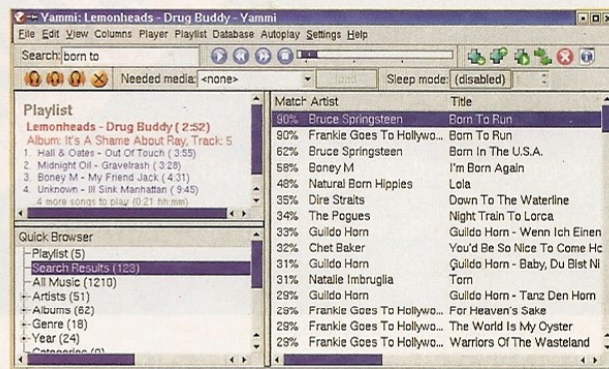 Yammi: Lemonheads - Drug Buddy - Yammi
File Edit View Columns Player Playlist Database Autoplay Settings Help
Search: born to
Needed media: <none> Sleep mode: (disabled)
Playlist
Lemonheads - Drug Buddy ( 2:52)
Album: It's A Shame About Ray, Track: 5
1. Hall & Oates - Out Of Touch ( 3:55)
2. Midnight Oil - Gravelrash ( 3:28)
3. Boney M - My Friend Jack ( 4:31)
4. Unknown - Ill Sink Manhattan ( 9:45)
4 more songs to play (0:21 hh:mm)
Quick Browser
Playlist (5)
Search Results (123)
All Music (1210)
Artists (51)
Albums (62)
Genre (18)
Year (24)
Categories (0)
Match Artist Title
90% Bruce Springsteen Born To Run
90% Frankie Goes To Hollywo... Born To Run
62% Bruce Springsteen Born In The U.S.A.
58% Boney M I'm Born Again
48% Natural Born Hippies Lola
35% Dire Straits Down To The Waterline
34% The Pogues Night Train To Lorca
33% Guildo Horn Guildo Horn - Wenn Ich Einen
32% Chet Baker You'd Be So Nice To Come Hc
31% Guildo Horn Guildo Horn - Baby, Du Bist Ni
31% Natalie Imbruglia Torn
29% Guildo Horn Guildo Horn - Tanz Den Horn
29% Frankie Goes To Hollywo... For Heaven's Sake
29% Frankie Goes To Hollywo... The World Is My Oyster
29% Frankie Goes To Hollywo... Warriors Of The Wasteland